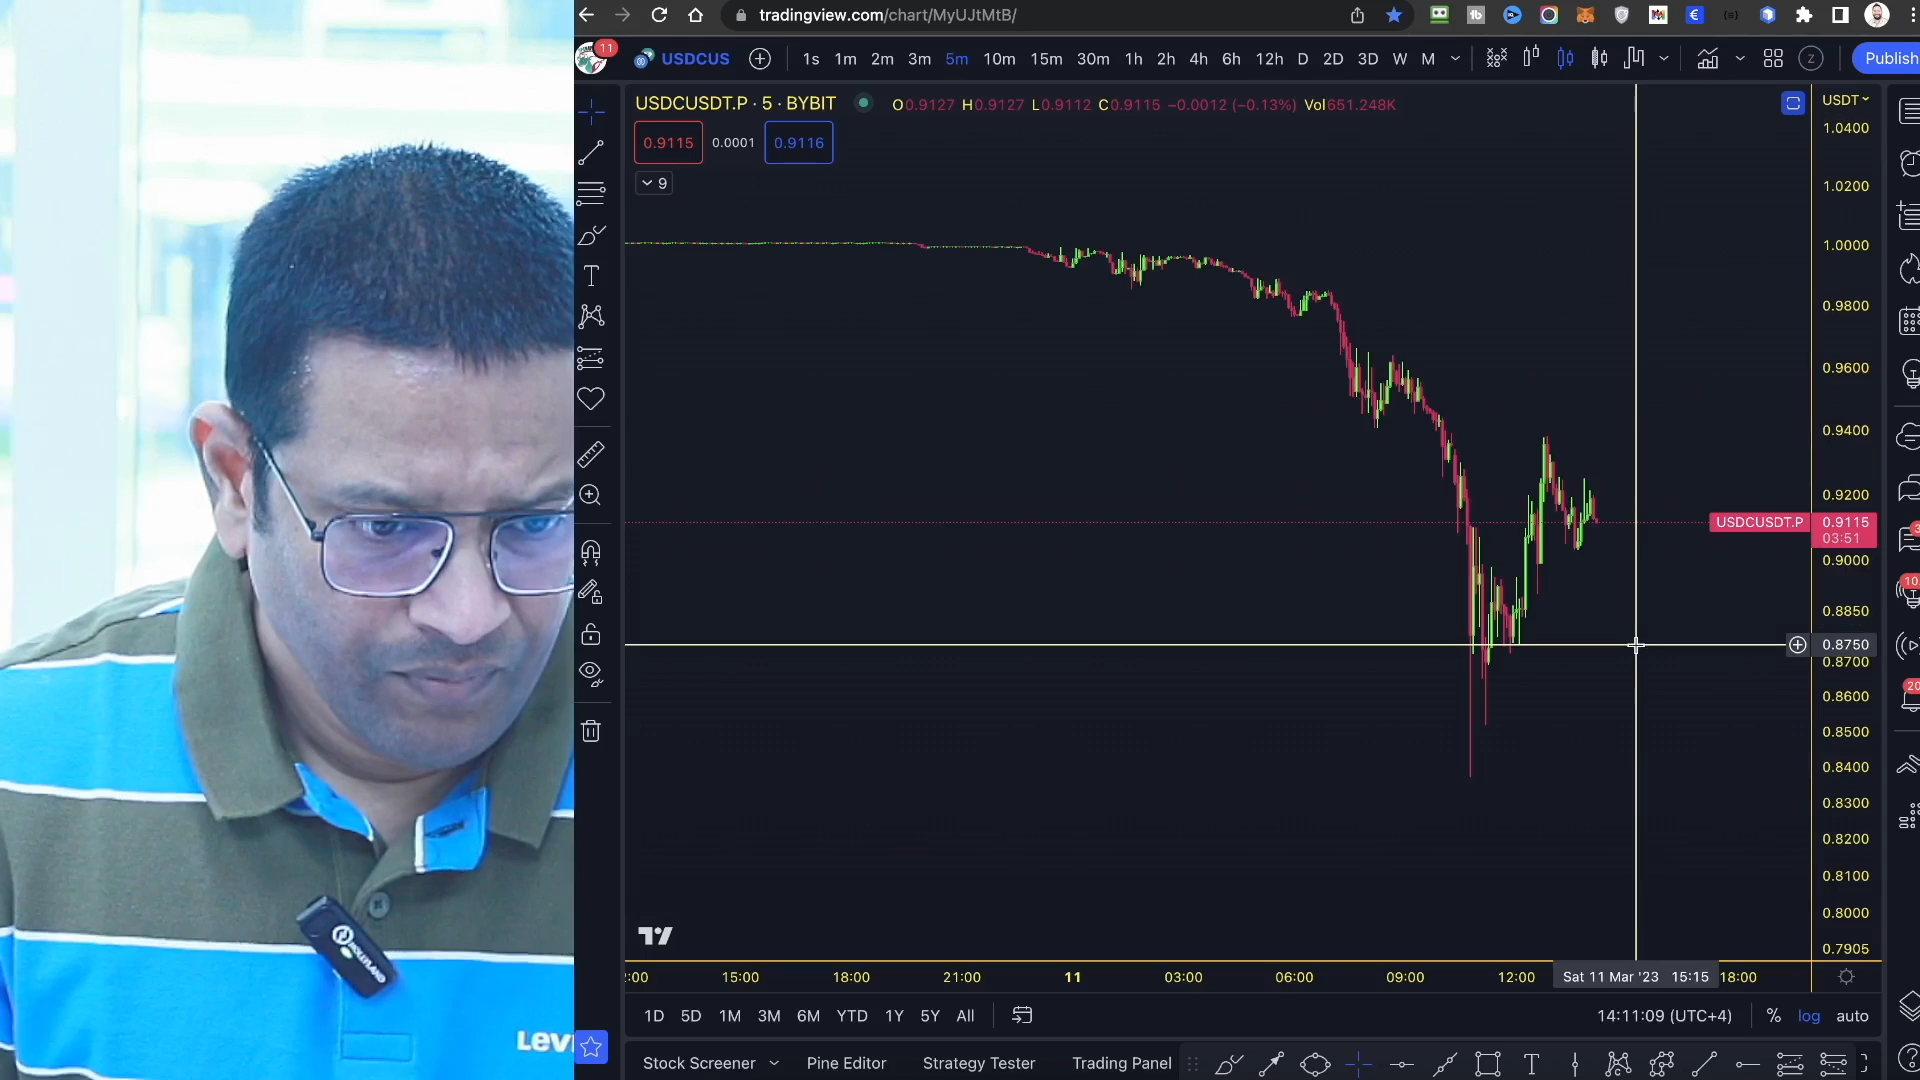 tradingview.com/chart/MyUJtMtB/
11
USDCUS
1s 1m 2m 3m 5m 10m 15m 30m 1h 2h 4h 6h 12h D 2D 3D W M
Z
Publish
USDCUSDT.P · 5 · BYBIT
O0.9127 H0.9127 L0.9112 C0.9115 −0.0012 (−0.13%) Vol651.248K
USDT
0.9115
0.0001
0.9116
9
1.0400
1.0200
1.0000
0.9800
0.9600
0.9400
0.9200
USDCUSDT.P
0.9115
03:51
0.9000
0.8850
0.8750
0.8700
0.8600
0.8500
0.8400
0.8300
0.8200
0.8100
0.8000
0.7905
:00 15:00 18:00 21:00 11 03:00 06:00 09:00 12:00 Sat 11 Mar '23 15:15 18:00
1D 5D 1M 3M 6M YTD 1Y 5Y All
14:11:09 (UTC+4) % log auto
Stock Screener Pine Editor Strategy Tester Trading Panel
HOLLYLAND
Levi